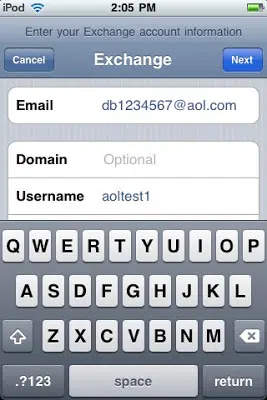 iPod 2:05 PM
Enter your Exchange account information
Cancel Exchange Next
Email db1234567@aol.com
Domain Optional
Username aoltest1
Q W E R T Y U I O P
A S D F G H J K L
Z X C V B N M
.?123 space return